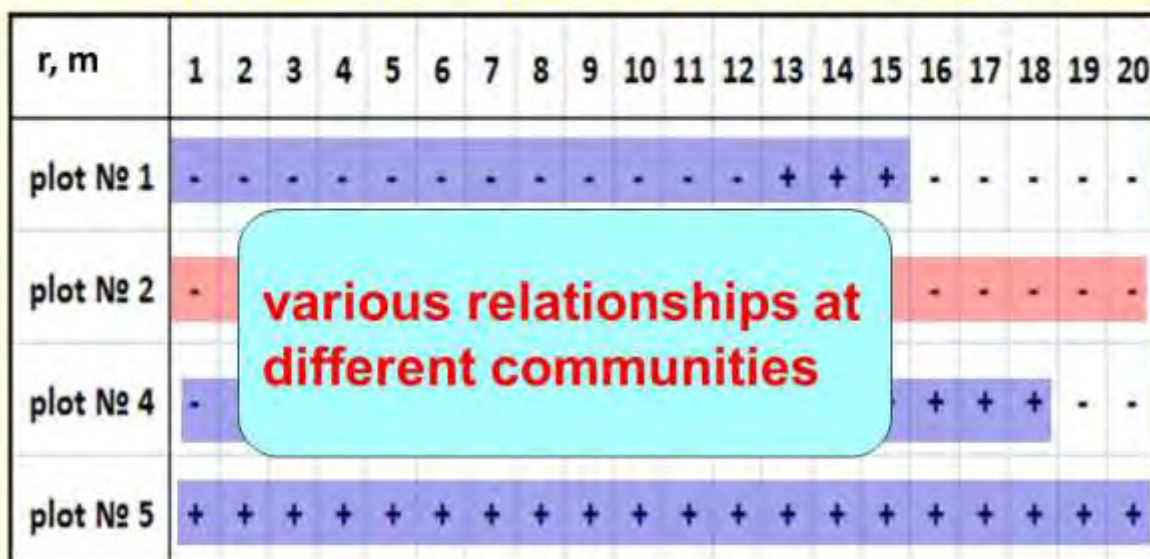 r, m 1 2 3 4 5 6 7 8 9 10 11 12 13 14 15 16 17 18 19 20
plot № 1 - - - - - - - - - - - - + + + - - - - -
plot № 2 - - - - - -
various relationships at
different communities
plot № 4 - + + + - -
plot № 5 + + + + + + + + + + + + + + + + + + + +